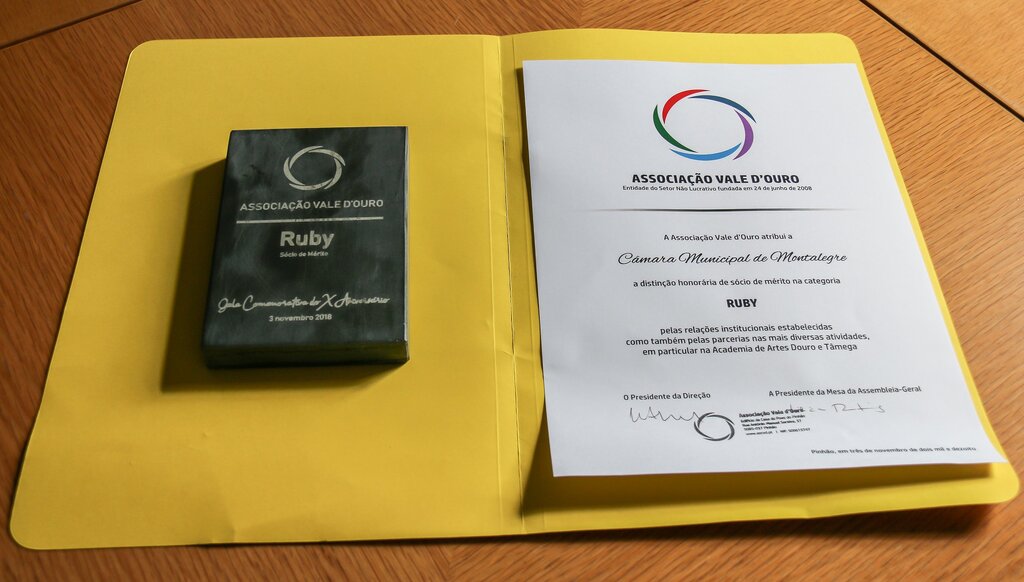 ASSOCIAÇÃO VALE D'OURO
Ruby
Sócio de Mérito
Gala Comemorativa do X Aniversário
3 novembro 2018
ASSOCIAÇÃO VALE D'OURO
Entidade do Setor Não Lucrativo fundada em 24 de junho de 2008
A Associação Vale d'Ouro atribui a
Câmara Municipal de Montalegre
a distinção honorária de sócio de mérito na categoria
RUBY
pelas relações institucionais estabelecidas
como também pelas parcerias nas mais diversas atividades,
em particular na Academia de Artes Douro e Tâmega
O Presidente da Direção
A Presidente da Mesa da Assembleia-Geral
Associação Vale d'Ouro
Pinhão, em três de novembro de dois mil e dezoito